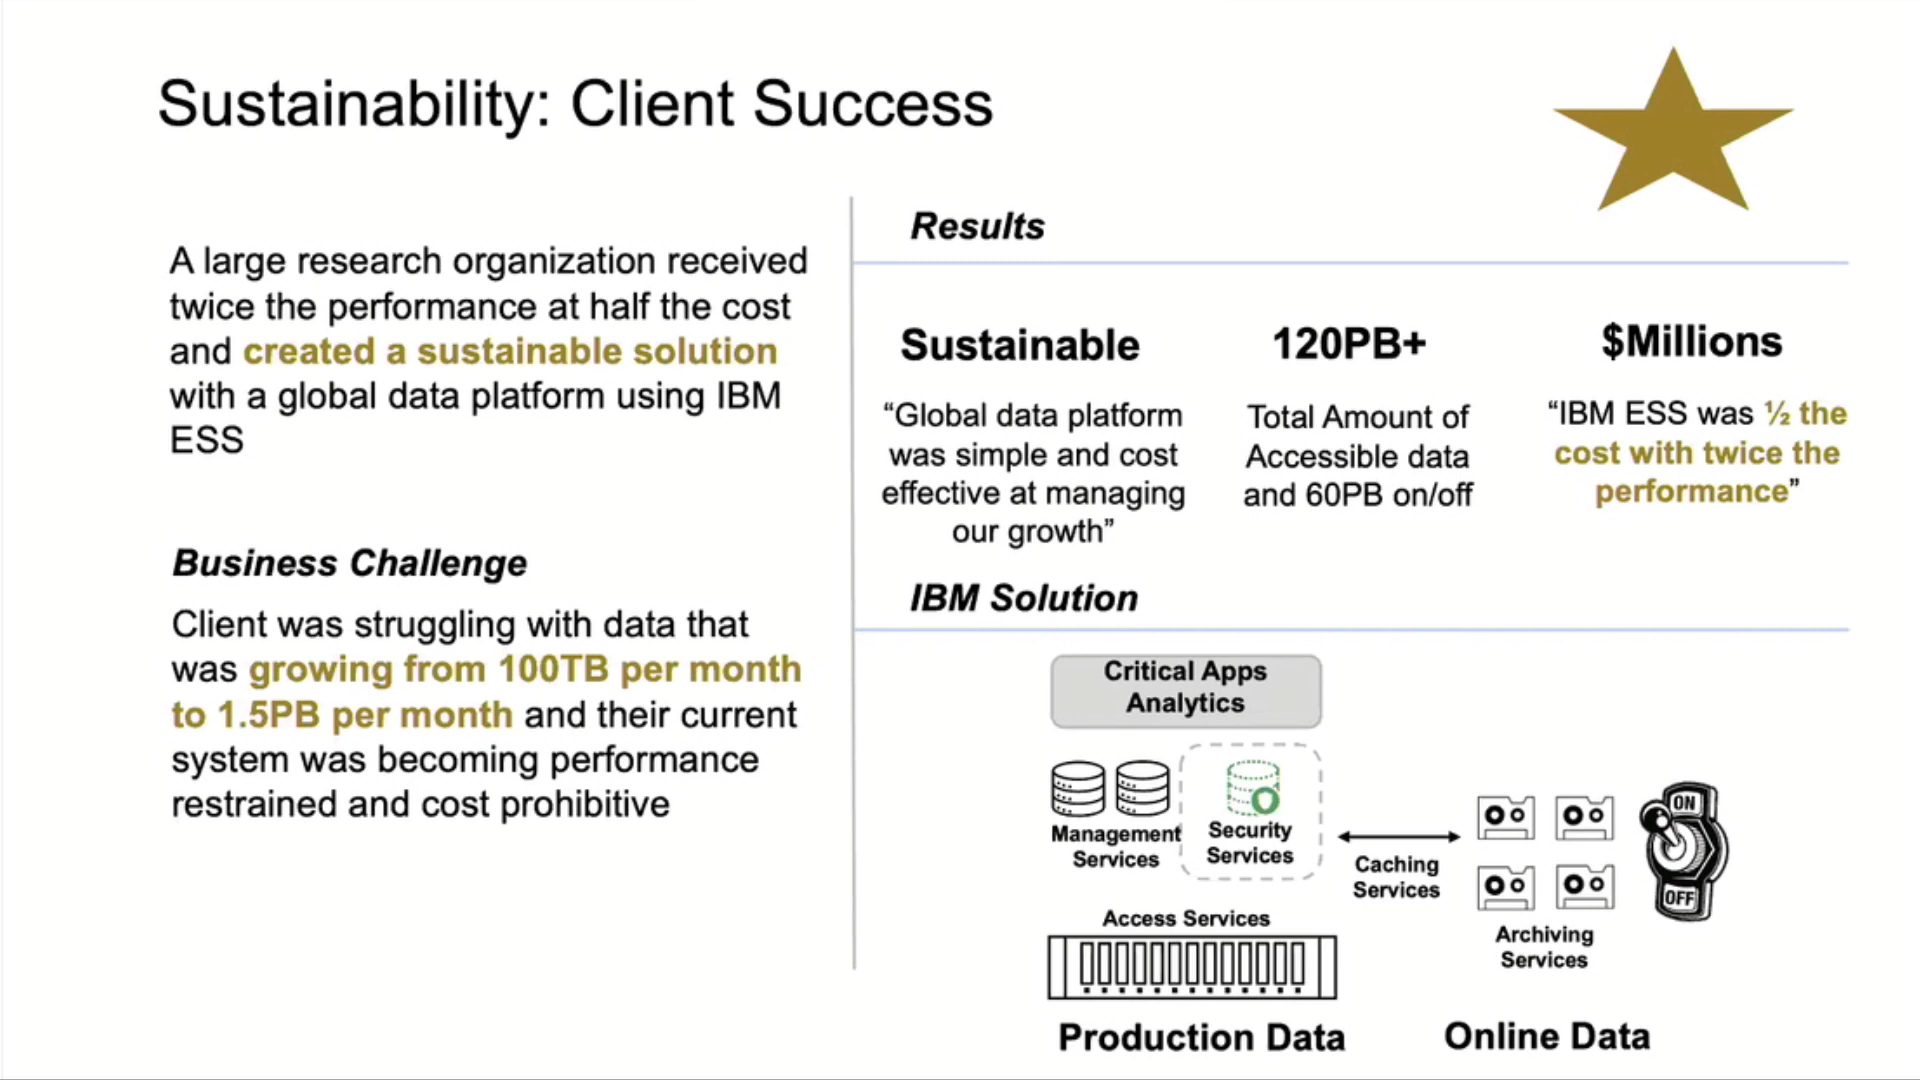 Sustainability: Client Success
A large research organization received
twice the performance at half the cost
and created a sustainable solution
with a global data platform using IBM
ESS
Business Challenge
Client was struggling with data that
was growing from 100TB per month
to 1.5PB per month and their current
system was becoming performance
restrained and cost prohibitive
Results
Sustainable
“Global data platform
was simple and cost
effective at managing
our growth”
120PB+
Total Amount of
Accessible data
and 60PB on/off
$Millions
“IBM ESS was ½ the
cost with twice the
performance”
IBM Solution
Critical Apps
Analytics
Management
Services
Security
Services
Caching
Services
Access Services
Production Data
ON
OFF
Archiving
Services
Online Data